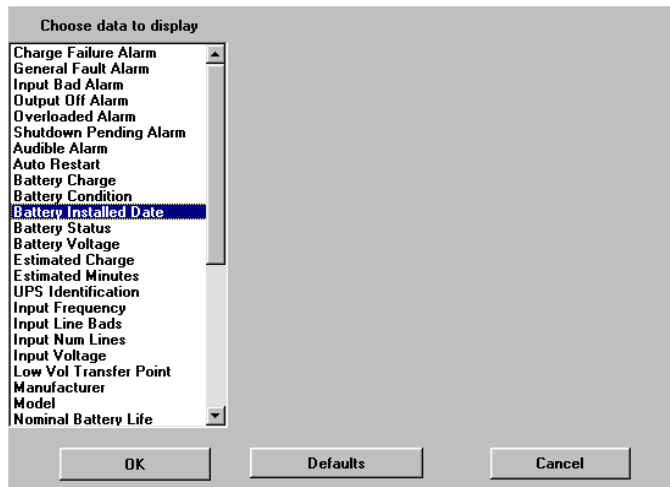 Choose data to display
Charge Failure Alarm
General Fault Alarm
Input Bad Alarm
Output Off Alarm
Overloaded Alarm
Shutdown Pending Alarm
Audible Alarm
Auto Restart
Battery Charge
Battery Condition
Battery Installed Date
Battery Status
Battery Voltage
Estimated Charge
Estimated Minutes
UPS Identification
Input Frequency
Input Line Bads
Input Num Lines
Input Voltage
Low Vol Transfer Point
Manufacturer
Model
Nominal Battery Life
OK Defaults Cancel